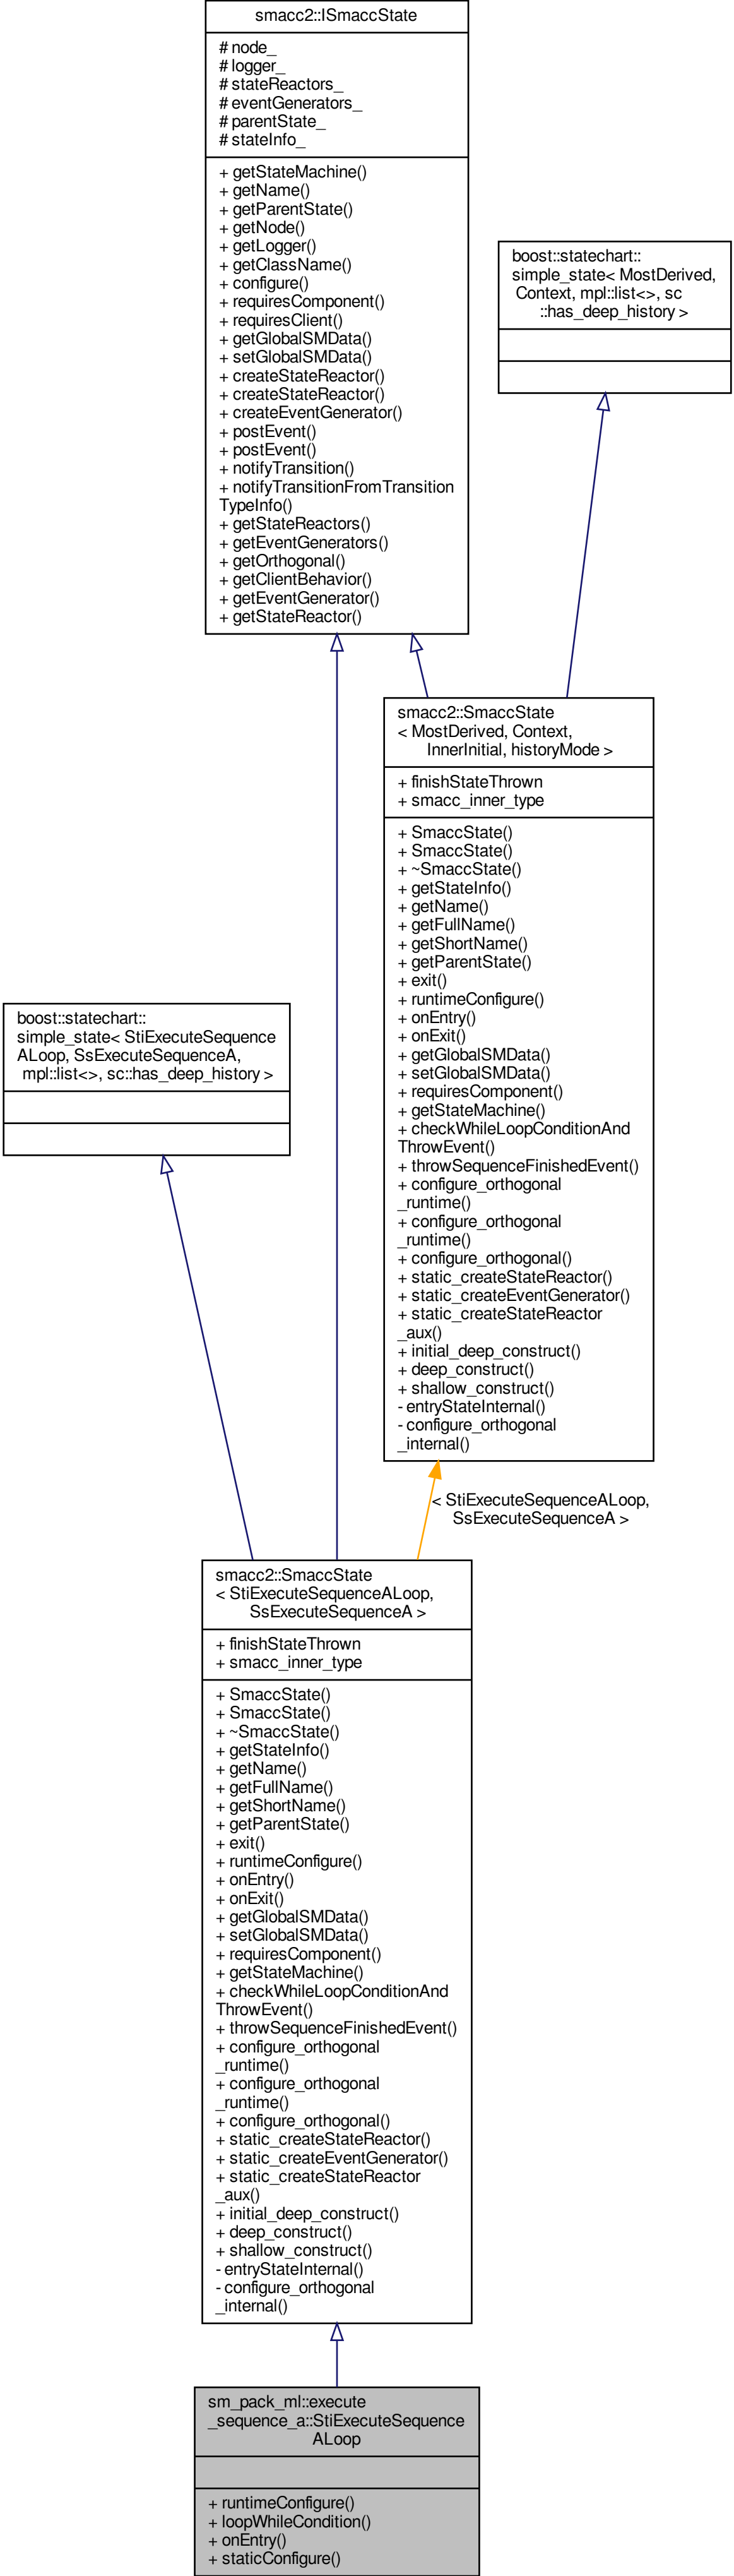 smacc2::ISmaccState
# node_
# logger_
# stateReactors_
# eventGenerators_
# parentState_
# stateInfo_
+ getStateMachine()
+ getName()
+ getParentState()
+ getNode()
+ getLogger()
+ getClassName()
+ configure()
+ requiresComponent()
+ requiresClient()
+ getGlobalSMData()
+ setGlobalSMData()
+ createStateReactor()
+ createStateReactor()
+ createEventGenerator()
+ postEvent()
+ postEvent()
+ notifyTransition()
+ notifyTransitionFromTransition
TypeInfo()
+ getStateReactors()
+ getEventGenerators()
+ getOrthogonal()
+ getClientBehavior()
+ getEventGenerator()
+ getStateReactor()
boost::statechart::
simple_state< MostDerived,
Context, mpl::list<>, sc
::has_deep_history >
smacc2::SmaccState
< MostDerived, Context,
InnerInitial, historyMode >
+ finishStateThrown
+ smacc_inner_type
+ SmaccState()
+ SmaccState()
+ ~SmaccState()
+ getStateInfo()
+ getName()
+ getFullName()
+ getShortName()
+ getParentState()
+ exit()
+ runtimeConfigure()
+ onEntry()
+ onExit()
+ getGlobalSMData()
+ setGlobalSMData()
+ requiresComponent()
+ getStateMachine()
+ checkWhileLoopConditionAnd
ThrowEvent()
+ throwSequenceFinishedEvent()
+ configure_orthogonal
_runtime()
+ configure_orthogonal
_runtime()
+ configure_orthogonal()
+ static_createStateReactor()
+ static_createEventGenerator()
+ static_createStateReactor
_aux()
+ initial_deep_construct()
+ deep_construct()
+ shallow_construct()
- entryStateInternal()
- configure_orthogonal
_internal()
boost::statechart::
simple_state< StiExecuteSequence
ALoop, SsExecuteSequenceA,
mpl::list<>, sc::has_deep_history >
< StiExecuteSequenceALoop,
SsExecuteSequenceA >
smacc2::SmaccState
< StiExecuteSequenceALoop,
SsExecuteSequenceA >
+ finishStateThrown
+ smacc_inner_type
+ SmaccState()
+ SmaccState()
+ ~SmaccState()
+ getStateInfo()
+ getName()
+ getFullName()
+ getShortName()
+ getParentState()
+ exit()
+ runtimeConfigure()
+ onEntry()
+ onExit()
+ getGlobalSMData()
+ setGlobalSMData()
+ requiresComponent()
+ getStateMachine()
+ checkWhileLoopConditionAnd
ThrowEvent()
+ throwSequenceFinishedEvent()
+ configure_orthogonal
_runtime()
+ configure_orthogonal
_runtime()
+ configure_orthogonal()
+ static_createStateReactor()
+ static_createEventGenerator()
+ static_createStateReactor
_aux()
+ initial_deep_construct()
+ deep_construct()
+ shallow_construct()
- entryStateInternal()
- configure_orthogonal
_internal()
sm_pack_ml::execute
_sequence_a::StiExecuteSequence
ALoop
+ runtimeConfigure()
+ loopWhileCondition()
+ onEntry()
+ staticConfigure()